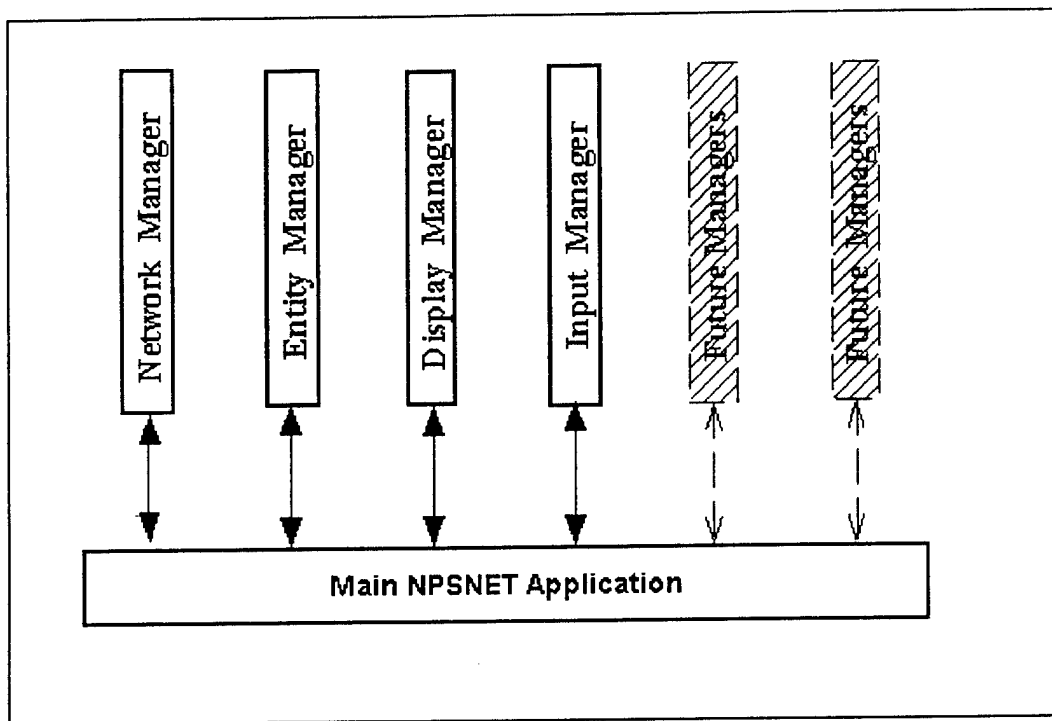 Network Manager
Entity Manager
Display Manager
Input Manager
Future Managers
Future Managers
Main NPSNET Application